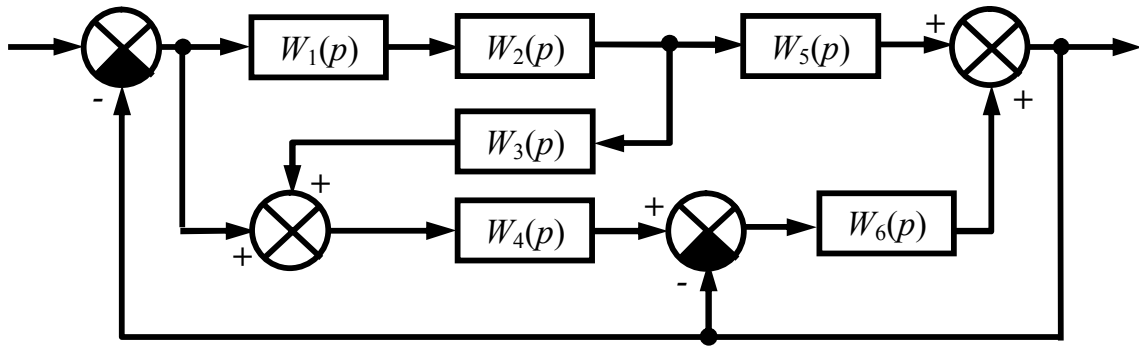 +
W₁(p) W₂(p) W₅(p)
- +
W₃(p)
+
+
W₄(p) W₆(p)
+
-